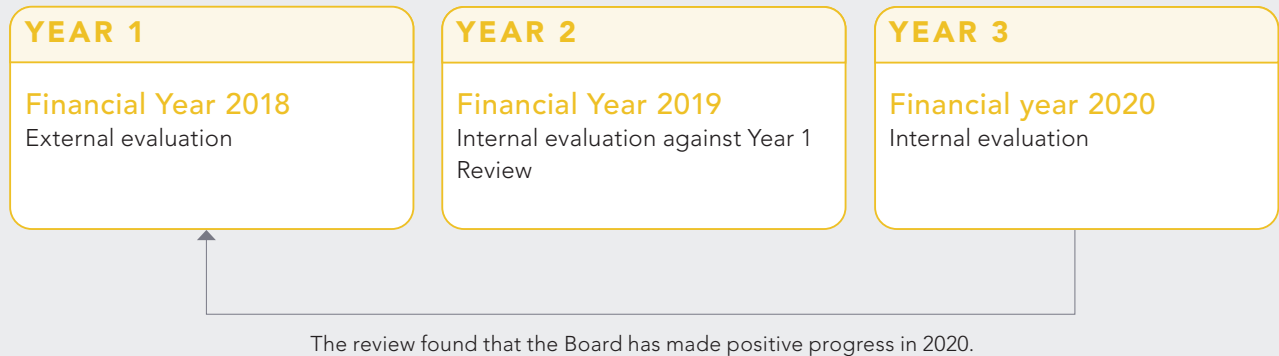 YEAR 1
Financial Year 2018
External evaluation
YEAR 2
Financial Year 2019
Internal evaluation against Year 1
Review
YEAR 3
Financial year 2020
Internal evaluation
The review found that the Board has made positive progress in 2020.